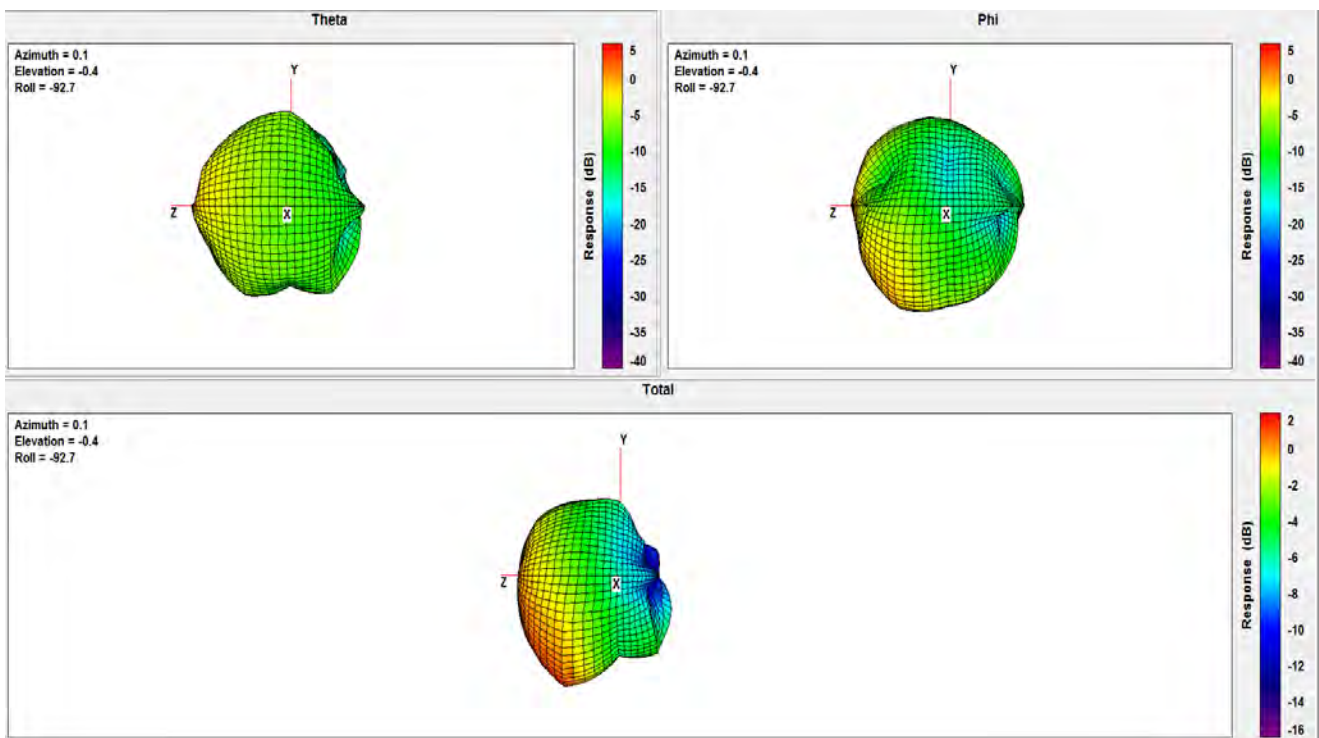 Theta
Azimuth = 0.1
Elevation = -0.4
Roll = -92.7
Y
Z
X
5
0
-5
-10
-15
-20
-25
-30
-35
-40
Response (dB)
Phi
Azimuth = 0.1
Elevation = -0.4
Roll = -92.7
Y
Z
X
5
0
-5
-10
-15
-20
-25
-30
-35
-40
Response (dB)
Total
Azimuth = 0.1
Elevation = -0.4
Roll = -92.7
Y
Z
X
2
0
-2
-4
-6
-8
-10
-12
-14
-16
Response (dB)